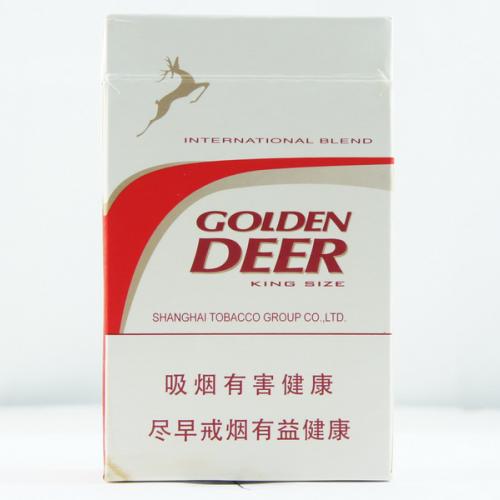 INTERNATIONAL BLEND
GOLDEN
DEER
KING SIZE
SHANGHAI TOBACCO GROUP CO.,LTD.
吸烟有害健康
尽早戒烟有益健康